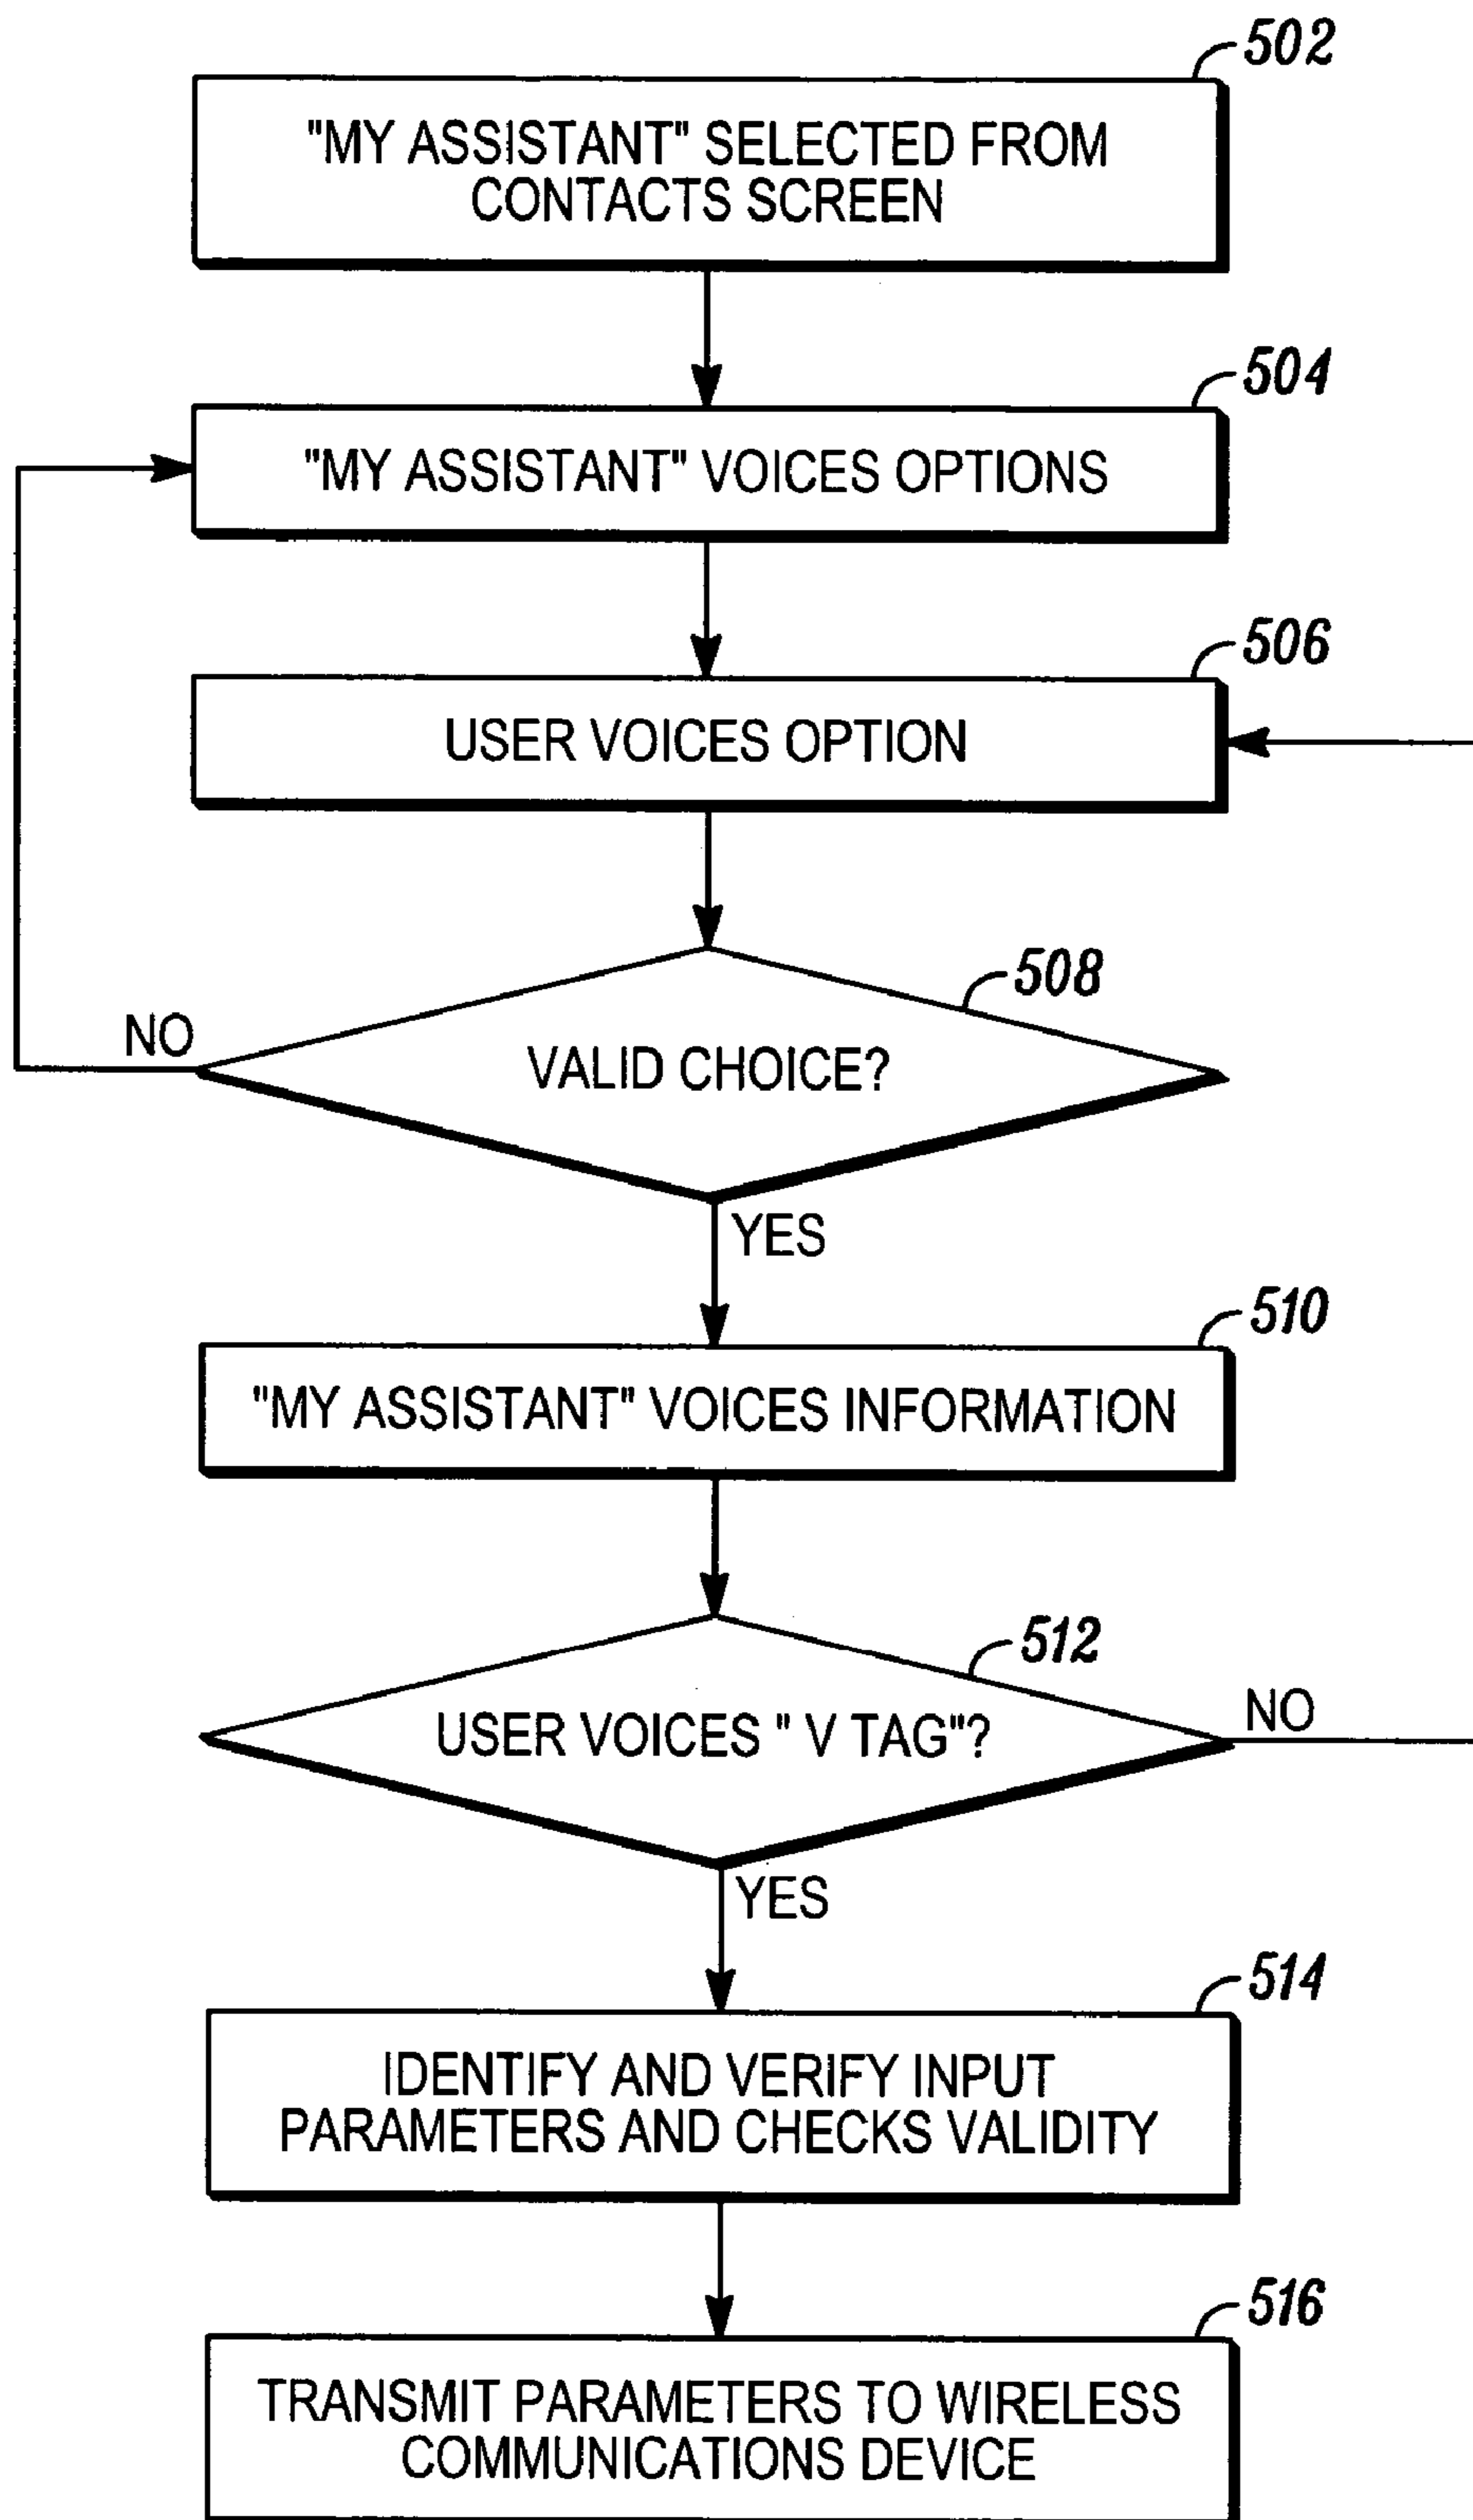 502
"MY ASSISTANT" SELECTED FROM
CONTACTS SCREEN
504
"MY ASSISTANT" VOICES OPTIONS
506
USER VOICES OPTION
508
NO
VALID CHOICE?
YES
510
"MY ASSISTANT" VOICES INFORMATION
512
USER VOICES " V TAG"?
NO
YES
514
IDENTIFY AND VERIFY INPUT
PARAMETERS AND CHECKS VALIDITY
516
TRANSMIT PARAMETERS TO WIRELESS
COMMUNICATIONS DEVICE